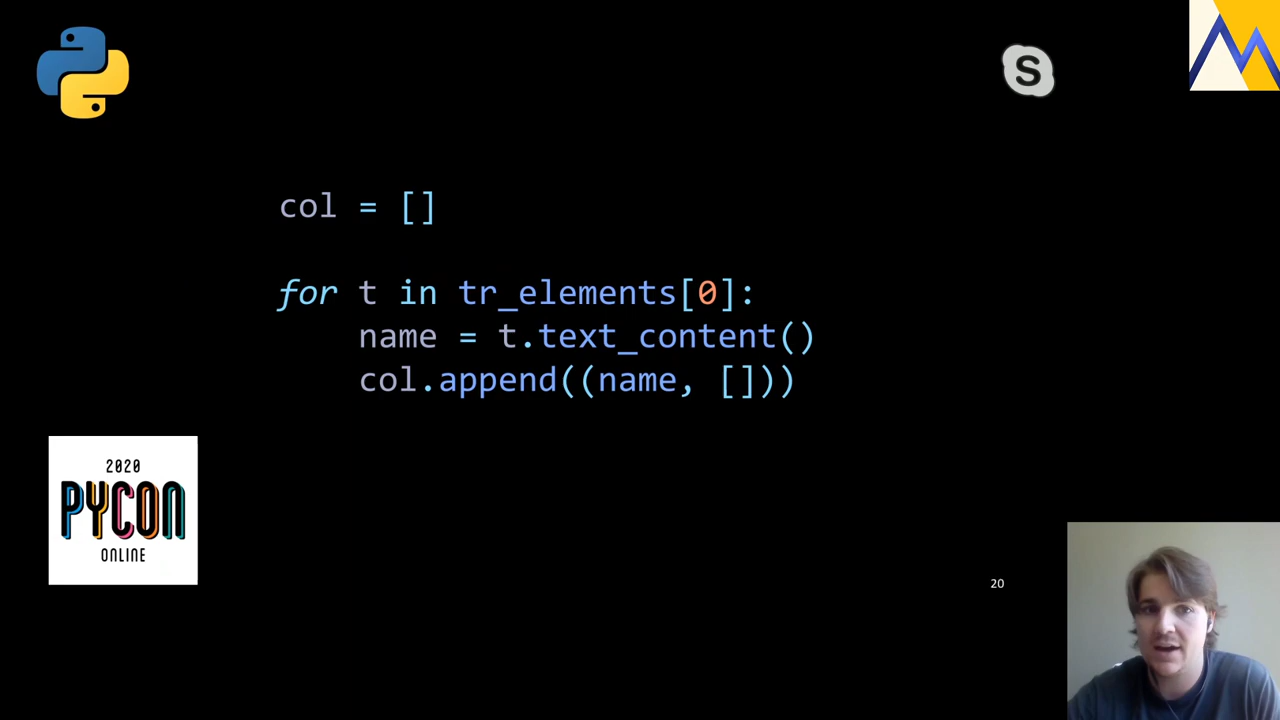 S
col = []
for t in tr_elements[0]:
    name = t.text_content()
    col.append((name, []))
2020
PYCON
ONLINE
20